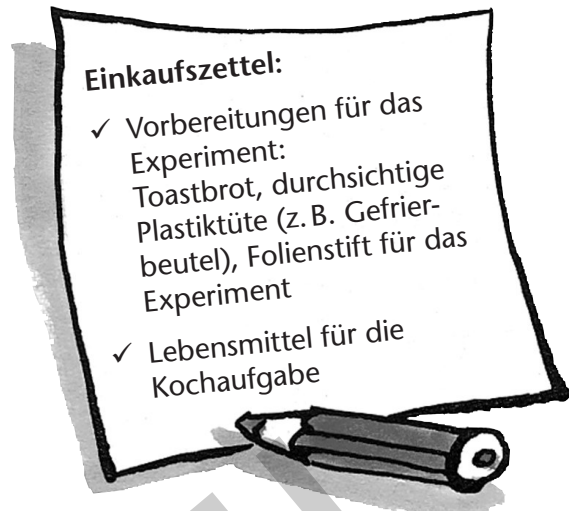 Einkaufszettel:
✓ Vorbereitungen für das
Experiment:
Toastbrot, durchsichtige
Plastiktüte (z. B. Gefrier-
beutel), Folienstift für das
Experiment
✓ Lebensmittel für die
Kochaufgabe